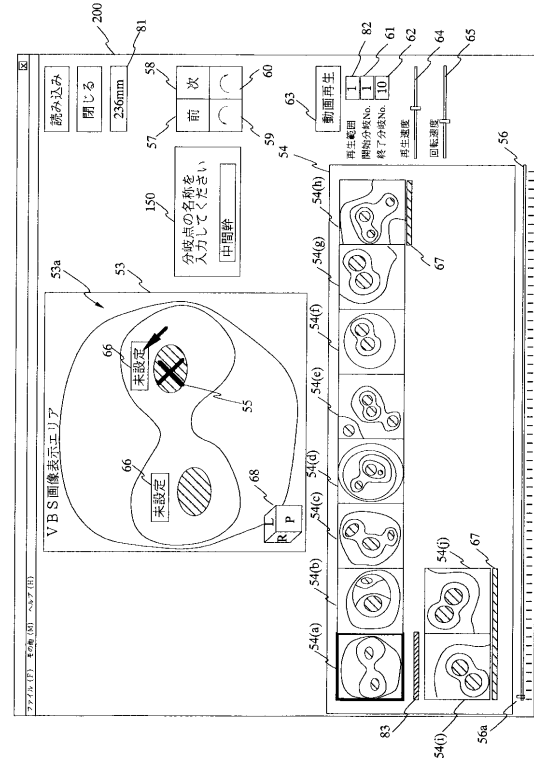 ファイル (F) その他 (M) ヘルプ (H)
200
53a
53
VBS画像表示エリア
66
未設定
66
未設定
55
68
L
R
P
読み込み
閉じる
236mm
81
150
分岐点の名称を
入力してください
中間幹
57
58
前
次
59
60
63
動画再生
再生範囲
開始分岐No.
1
1
82
61
終了分岐No.
10
62
再生速度
64
回転速度
65
54
54(a)
54(b)
54(c)
54(d)
54(e)
54(f)
54(g)
54(h)
67
83
54(i)
54(j)
67
56a
56